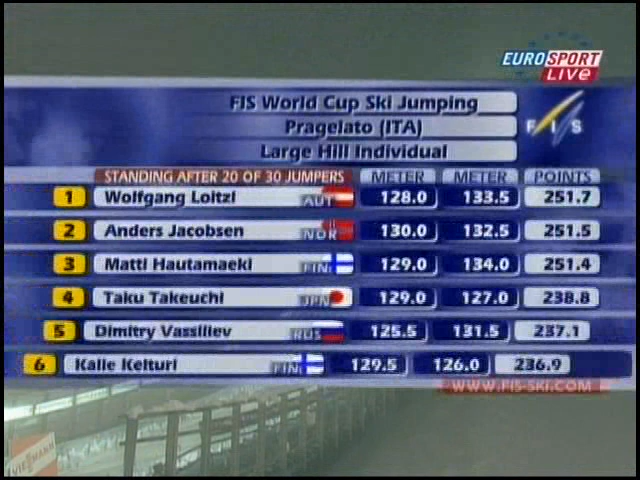 EUROSPORT
LIVE
FIS World Cup Ski Jumping
Pragelato (ITA)
Large Hill Individual
FIS
STANDING AFTER 20 OF 30 JUMPERS METER METER POINTS
1 Wolfgang Loitzl AUT 128.0 133.5 251.7
2 Anders Jacobsen NOR 130.0 132.5 251.5
3 Matti Hautamaeki FIN 129.0 134.0 251.4
4 Taku Takeuchi JPN 129.0 127.0 238.8
5 Dimitry Vassiliev RUS 125.5 131.5 237.1
6 Kalle Keituri FIN 129.5 126.0 236.9
WWW.FIS-SKI.COM
VIESSMANN